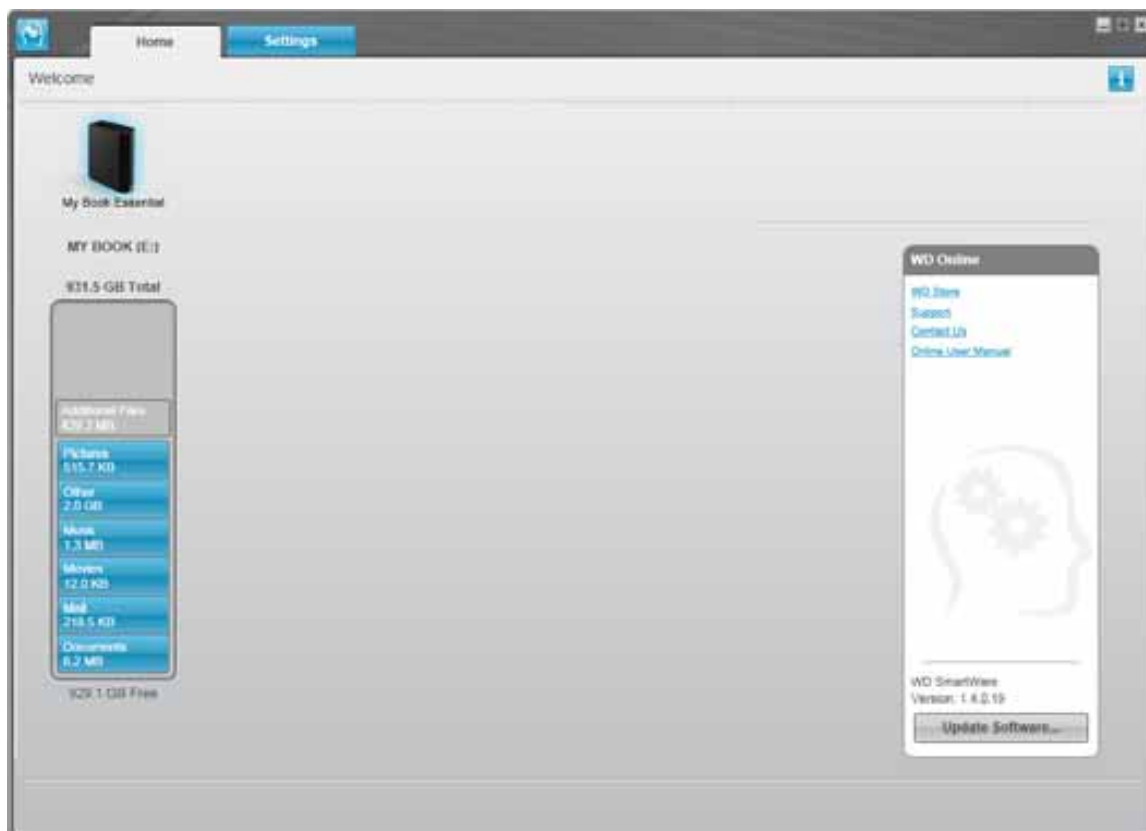 Home
Settings
Welcome
My Book Essential
MY BOOK (E:)
931.5 GB Total
Additional Files
Pictures
515.7 KB
Other
2.0 GB
Music
1.3 MB
Movies
12.0 KB
Mail
218.5 KB
Documents
6.2 MB
929.1 GB Free
WD Online
WD Store
Support
Contact Us
Online User Manual
WD SmartWare
Version: 1.4.0.19
Update Software...